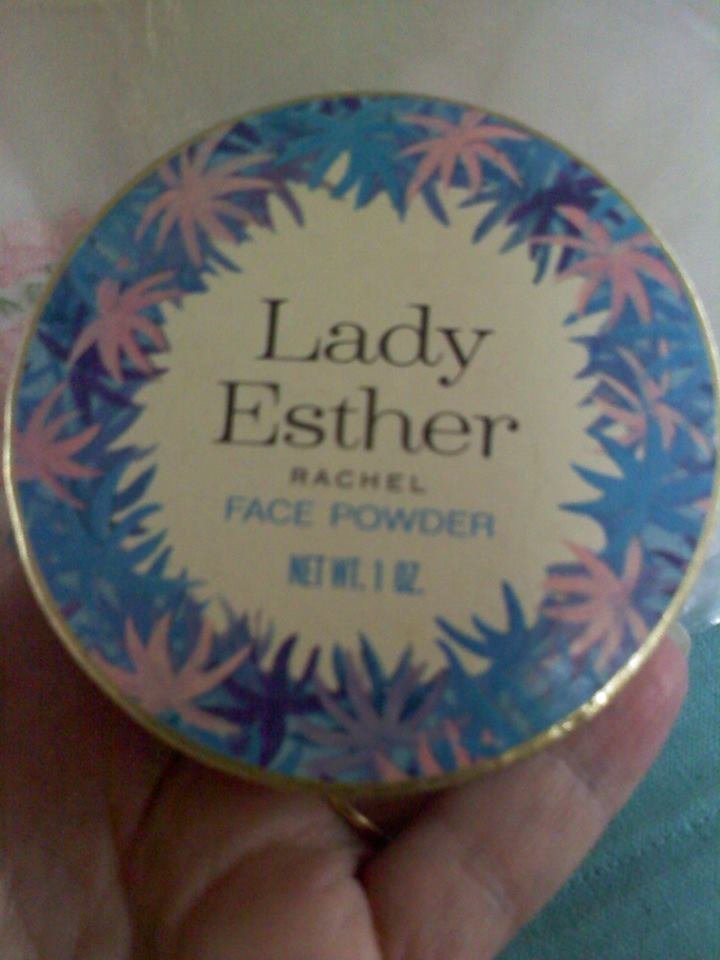 Lady
Esther
RACHEL
FACE POWDER
NET WT. 1 OZ.